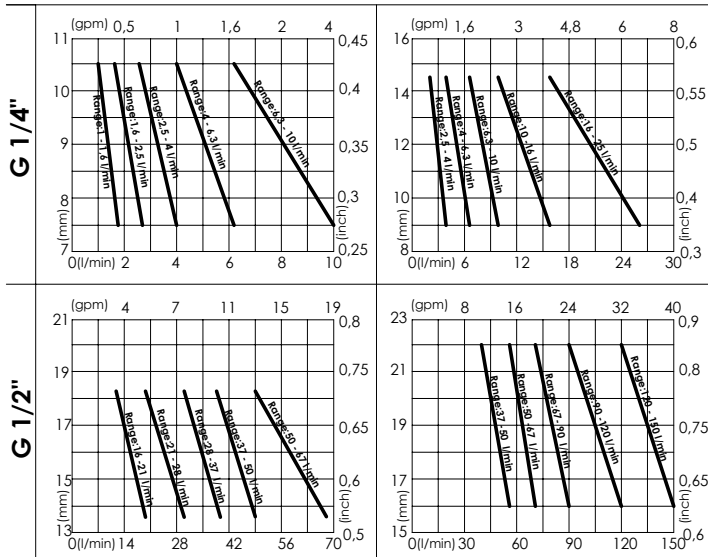 G 1/4"
(gpm) 0,5 1 1,6 2 4
11 10 9 8 7
(mm)
0,45 0,4 0,35 0,3 0,25
(inch)
Range:1 - 1,6 l/min
Range:1,6 - 2,5 l/min
Range:2,5 - 4 l/min
Range:4 - 6,3 l/min
Range:6,3 - 10 l/min
0(l/min) 2 4 6 8 10
(gpm) 1,6 3 4,8 6 8
16 14 12 10 8
(mm)
0,6 0,55 0,5 0,4 0,3
(inch)
Range:2,5 - 4 l/min
Range:4 - 6,3 l/min
Range:6,3 - 10 l/min
Range:10 -16 l/min
Range:16 - 25 l/min
0(l/min) 6 12 18 24 30
G 1/2"
(gpm) 4 7 11 15 19
21 19 17 15 13
(mm)
0,8 0,75 0,65 0,6 0,5
(inch)
Range:16 -21 l/min
Range:21 - 28 l/min
Range:28 - 37 l/min
Range:37 - 50 l/min
Range:50 - 67 l/min
0(l/min) 14 28 42 56 70
(gpm) 8 16 24 32 40
23 21 19 16 15
(mm)
0,9 0,85 0,75 0,65 0,6
(inch)
Range:37 - 50 l/min
Range:50 -67 l/min
Range:67 - 90 l/min
Range:90 -120 l/min
Range:120 - 150 l/min
0(l/min) 30 60 90 120 150